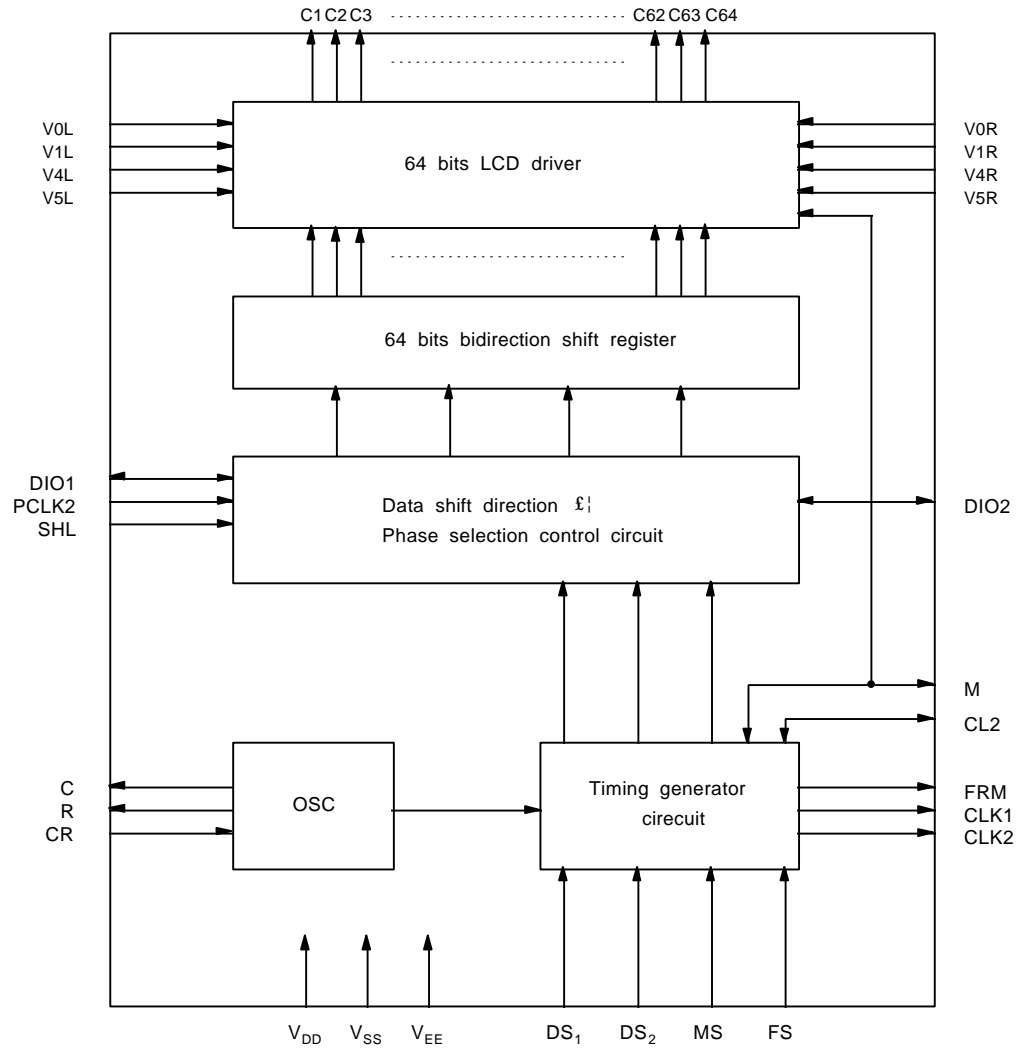 C1 C2 C3 C62 C63 C64
V0L
V1L
V4L
V5L
64 bits LCD driver
V0R
V1R
V4R
V5R
64 bits bidirection shift register
DIO1
PCLK2
SHL
Data shift direction £¦
Phase selection control circuit
DIO2
M
CL2
C
R
CR
OSC
Timing generator
cirecuit
FRM
CLK1
CLK2
VDD VSS VEE DS1 DS2 MS FS